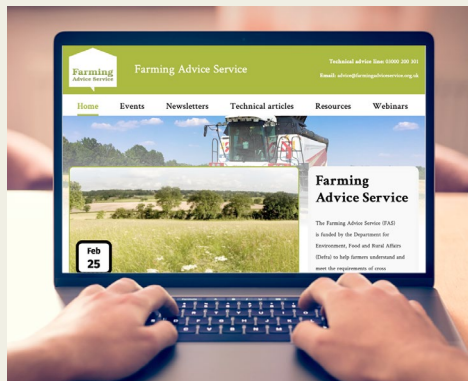 Farming
Advice Service
Farming Advice Service
Technical advice line: 03000 200 301
Email: advice@farmingadviceservice.org.uk
Home Events Newsletters Technical articles Resources Webinars
Farming
Advice Service
The Farming Advice Service (FAS)
is funded by the Department for
Environment, Food and Rural Affairs
(Defra) to help farmers understand and
meet the requirements of cross
Feb
25